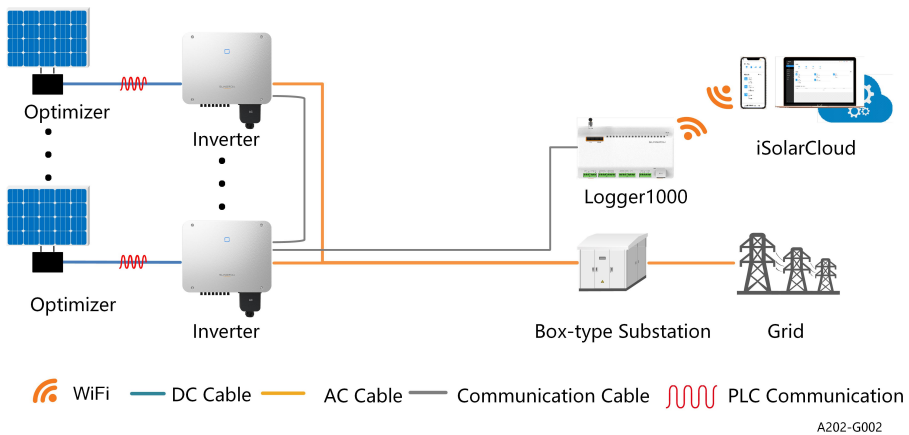 Optimizer
Inverter
iSolarCloud
Logger1000
Optimizer
Inverter
Box-type Substation
Grid
WiFi
DC Cable
AC Cable
Communication Cable
PLC Communication
A202-G002